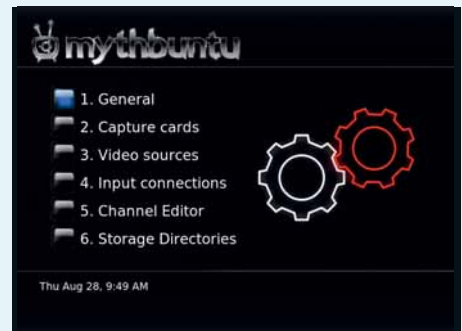 mythbuntu
1. General
2. Capture cards
3. Video sources
4. Input connections
5. Channel Editor
6. Storage Directories
Thu Aug 28, 9:49 AM